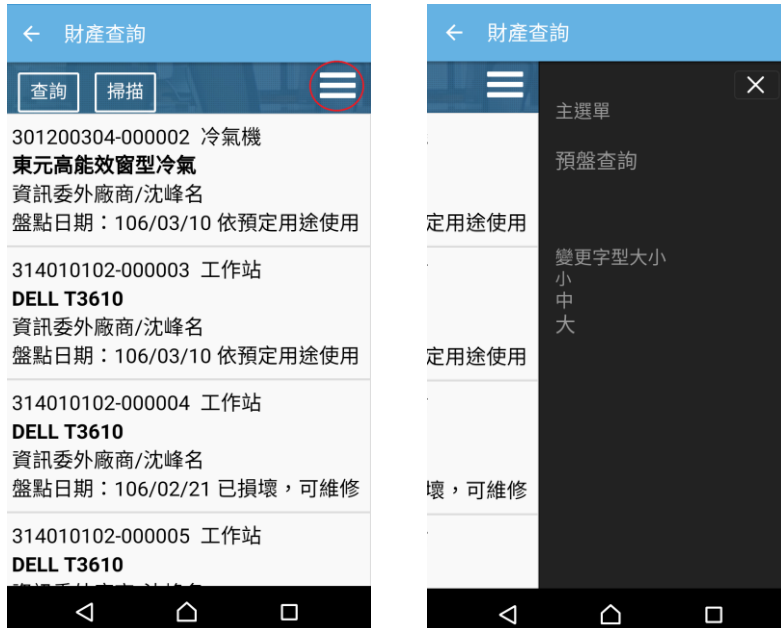 財產查詢
查詢 掃描
301200304-000002 冷氣機
東元高能效窗型冷氣
資訊委外廠商/沈峰名
盤點日期：106/03/10 依預定用途使用
314010102-000003 工作站
DELL T3610
資訊委外廠商/沈峰名
盤點日期：106/03/10 依預定用途使用
314010102-000004 工作站
DELL T3610
資訊委外廠商/沈峰名
盤點日期：106/02/21 已損壞，可維修
314010102-000005 工作站
DELL T3610
財產查詢
主選單
預盤查詢
變更字型大小
小
中
大
定用途使用
定用途使用
壞，可維修